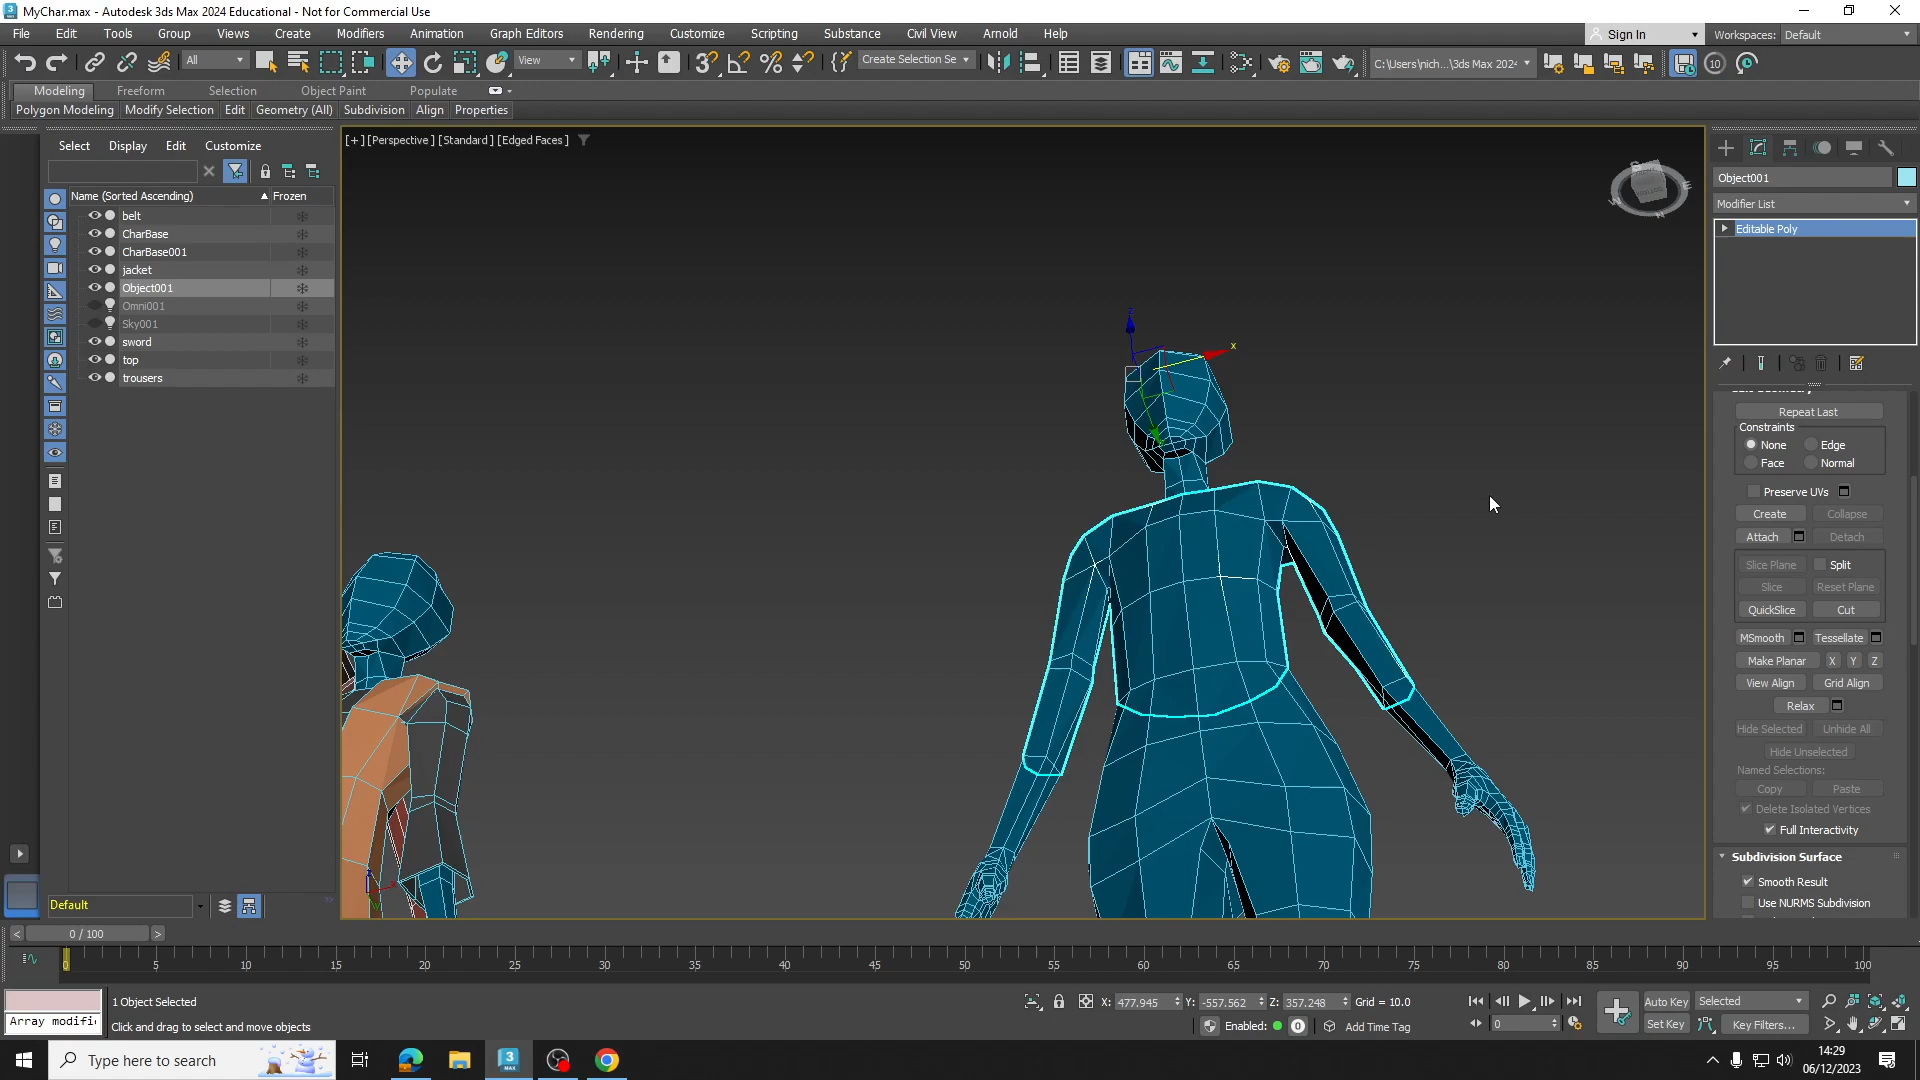 MyChar.max - Autodesk 3ds Max 2024 Educational - Not for Commercial Use
File Edit Tools Group Views Create Modifiers Animation Graph Editors Rendering Customize Scripting Substance Civil View Arnold Help
Sign In Workspaces: Default
All View Create Selection Se C:\Users\nich...\3ds Max 2024 10
Modeling Freeform Selection Object Paint Populate
Polygon Modeling Modify Selection Edit Geometry (All) Subdivision Align Properties
Select Display Edit Customize
[+] [Perspective] [Standard] [Edged Faces]
Name (Sorted Ascending) Frozen
belt
CharBase
CharBase001
jacket
Object001
Omni001
Sky001
sword
top
trousers
Default
z
x
Object001
Modifier List
Editable Poly
Repeat Last
Constraints
None Edge
Face Normal
Preserve UVs
Create Collapse
Attach Detach
Slice Plane Split
Slice Reset Plane
QuickSlice Cut
MSmooth Tessellate
Make Planar X Y Z
View Align Grid Align
Relax
Hide Selected Unhide All
Hide Unselected
Named Selections:
Copy Paste
Delete Isolated Vertices
Full Interactivity
Subdivision Surface
Smooth Result
Use NURMS Subdivision
< 0 / 100 >
0 5 10 15 20 25 30 35 40 45 50 55 60 65 70 75 80 85 90 95 100
1 Object Selected
Array modifi
Click and drag to select and move objects
X: 477.945 Y: -557.562 Z: 357.248 Grid = 10.0
Enabled: 0 Add Time Tag
0
Auto Key Selected
Set Key Key Filters...
Type here to search
14:29
06/12/2023